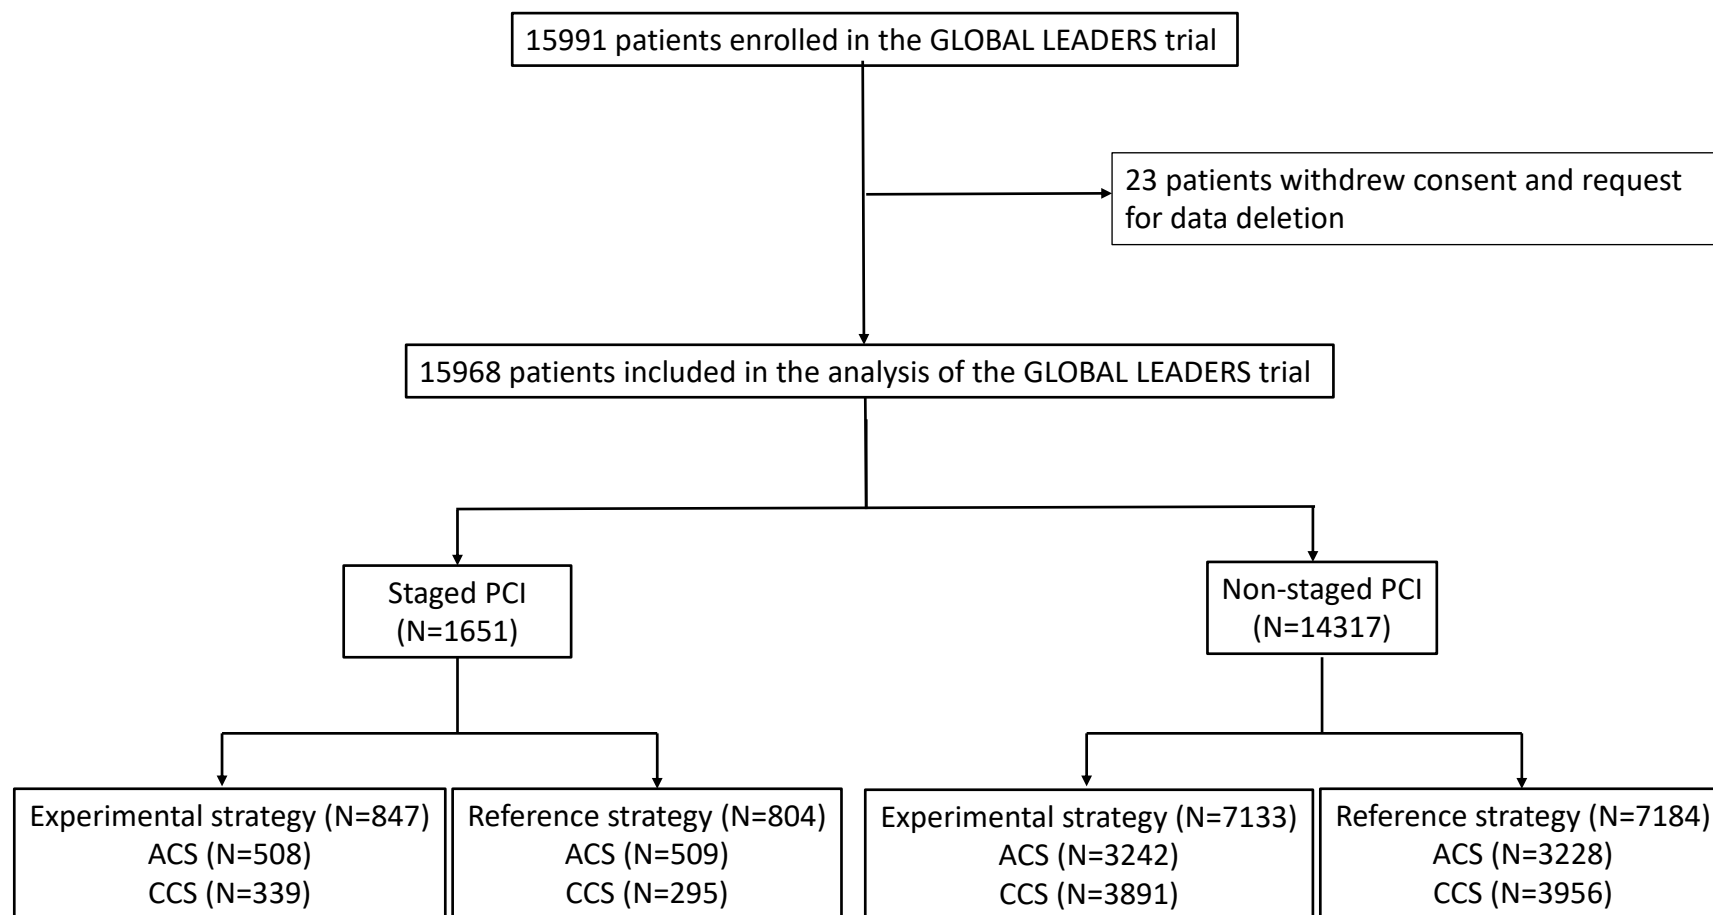 15991 patients enrolled in the GLOBAL LEADERS trial
23 patients withdrew consent and request
for data deletion
15968 patients included in the analysis of the GLOBAL LEADERS trial
Staged PCI
(N=1651)
Non-staged PCI
(N=14317)
Experimental strategy (N=847)
ACS (N=508)
CCS (N=339)
Reference strategy (N=804)
ACS (N=509)
CCS (N=295)
Experimental strategy (N=7133)
ACS (N=3242)
CCS (N=3891)
Reference strategy (N=7184)
ACS (N=3228)
CCS (N=3956)